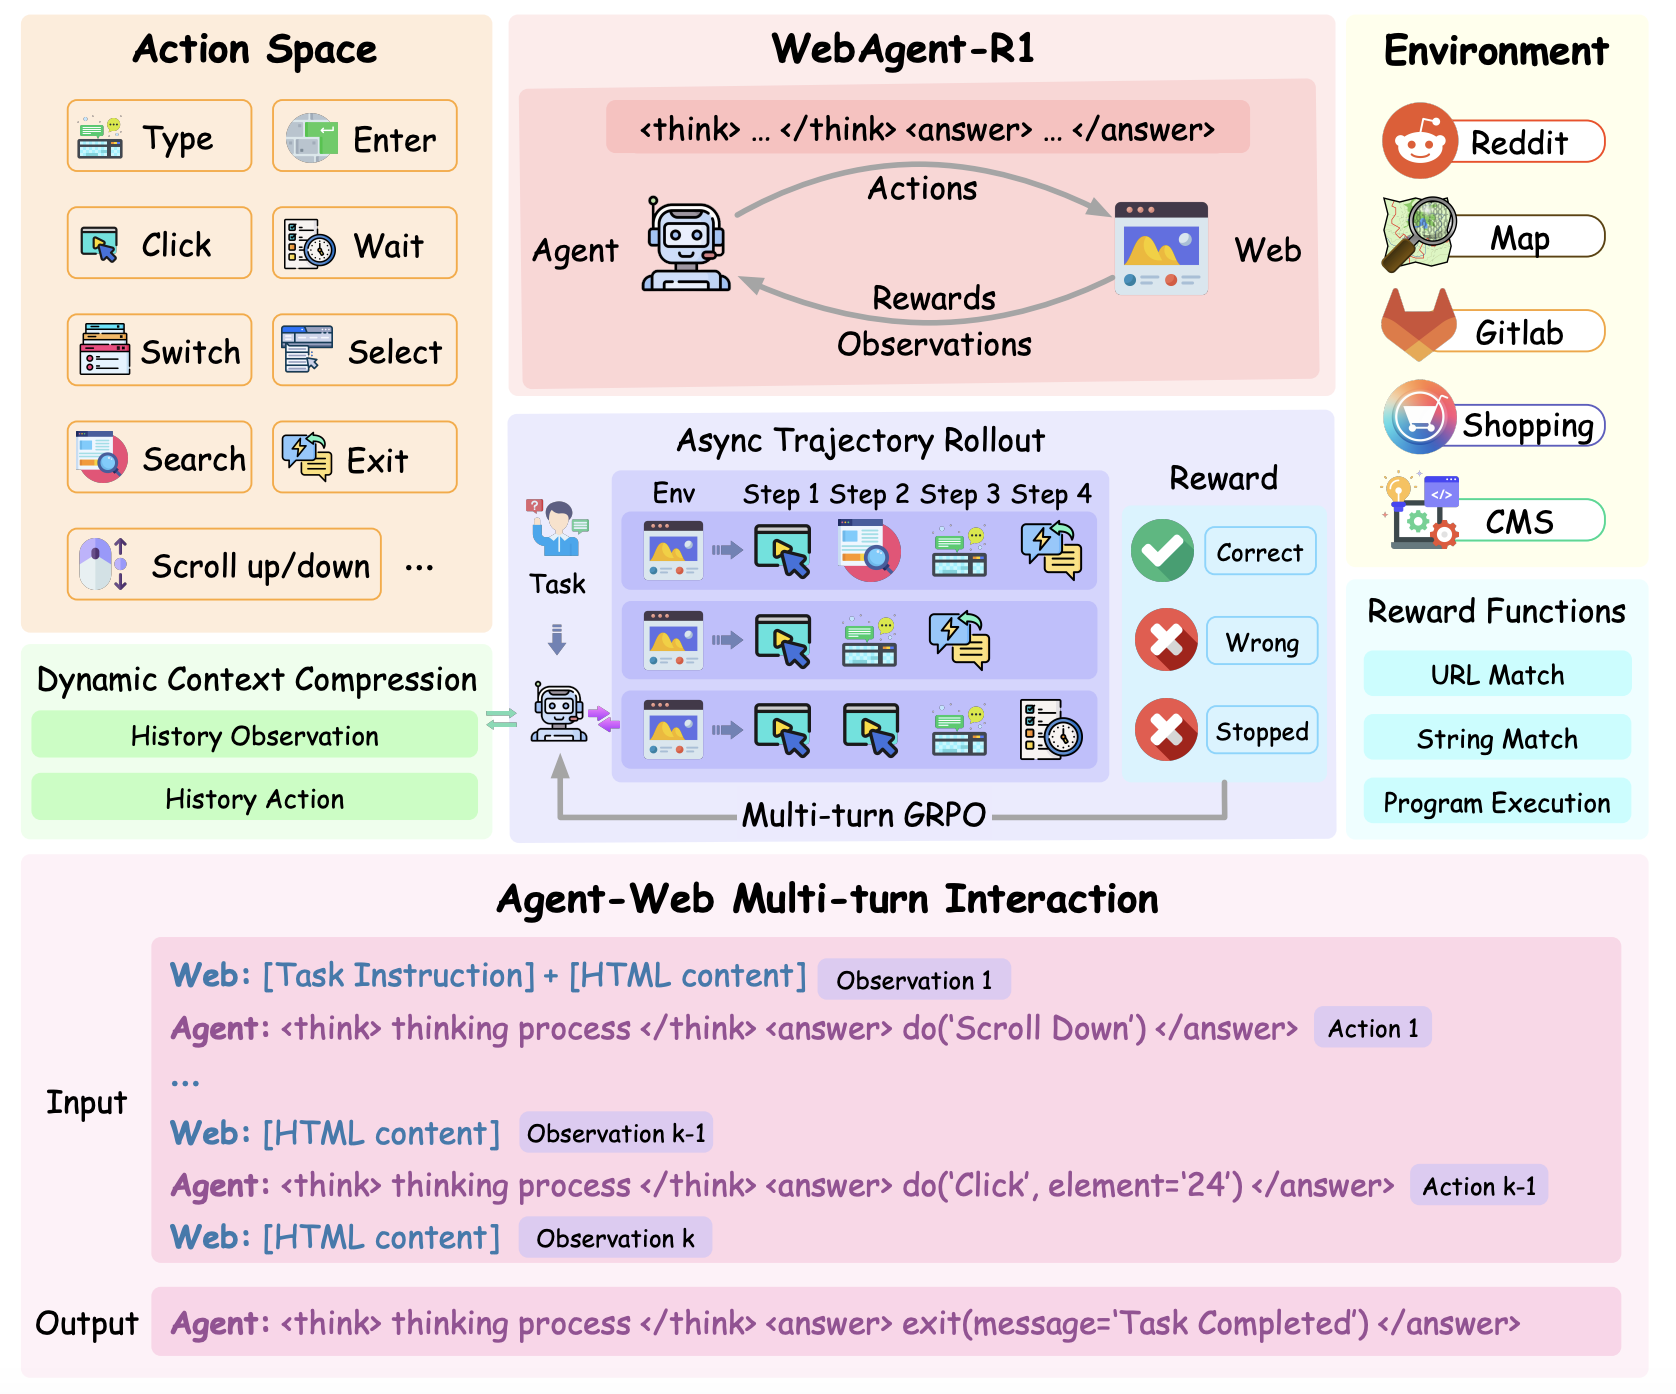 Action Space
Type
Enter
Click
Wait
Switch
Select
Search
Exit
Scroll up/down
...
Dynamic Context Compression
History Observation
History Action
WebAgent-R1
<think> ... </think> <answer> ... </answer>
Actions
Agent
Web
Rewards
Observations
Async Trajectory Rollout
Env Step 1 Step 2 Step 3 Step 4
Reward
Task
Correct
Wrong
Stopped
Multi-turn GRPO
Environment
Reddit
Map
Gitlab
Shopping
CMS
Reward Functions
URL Match
String Match
Program Execution
Agent-Web Multi-turn Interaction
Input
Web: [Task Instruction] + [HTML content] Observation 1
Agent: <think> thinking process </think> <answer> do(‘Scroll Down’) </answer> Action 1
...
Web: [HTML content] Observation k-1
Agent: <think> thinking process </think> <answer> do(‘Click’, element=‘24’) </answer> Action k-1
Web: [HTML content] Observation k
Output
Agent: <think> thinking process </think> <answer> exit(message=‘Task Completed’) </answer>